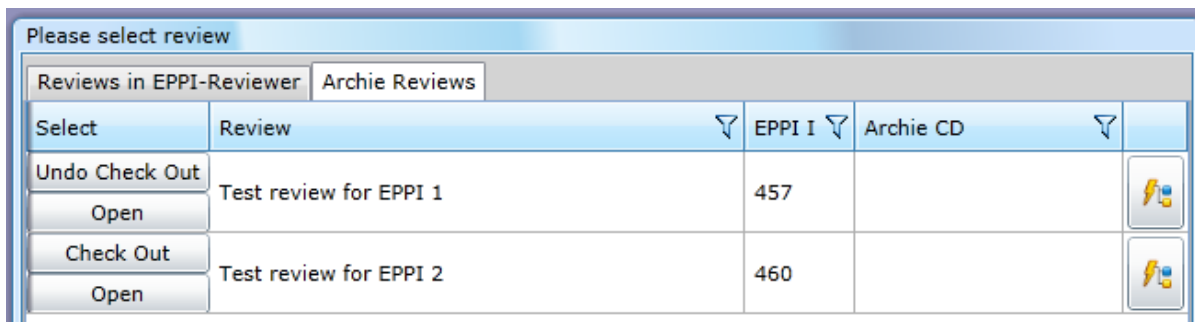 Please select review
Reviews in EPPI-Reviewer Archie Reviews
Select Review EPPI I Archie CD
Undo Check Out
Test review for EPPI 1 457
Open
Check Out
Test review for EPPI 2 460
Open